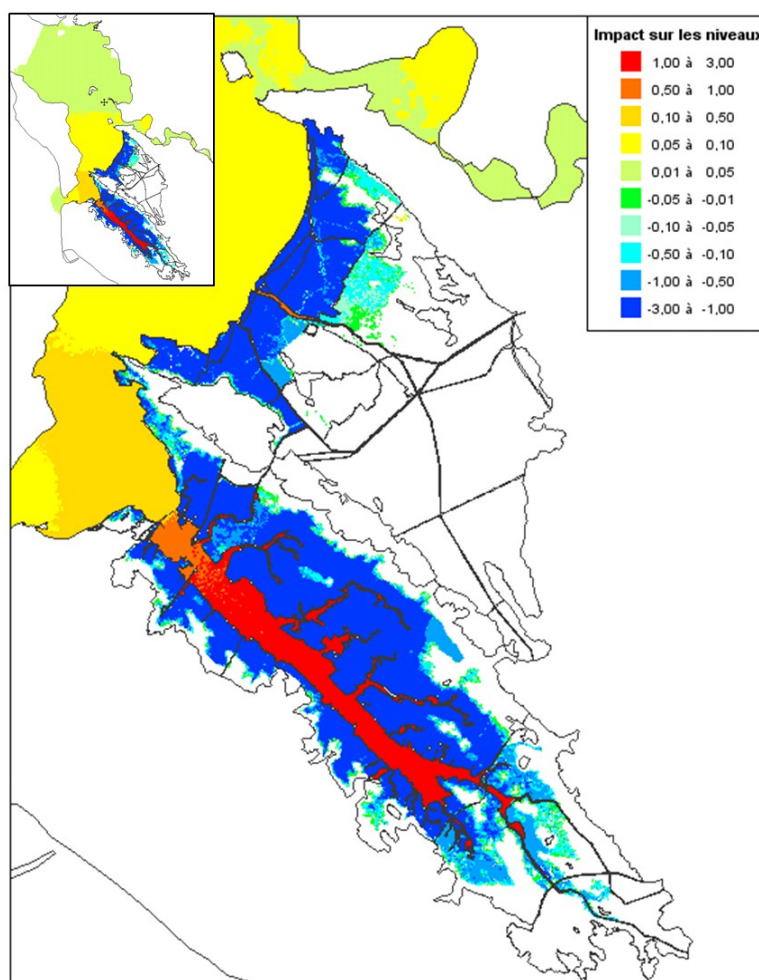 Impact sur les niveaux
1,00 à 3,00
0,50 à 1,00
0,10 à 0,50
0,05 à 0,10
0,01 à 0,05
-0,05 à -0,01
-0,10 à -0,05
-0,50 à -0,10
-1,00 à -0,50
-3,00 à -1,00